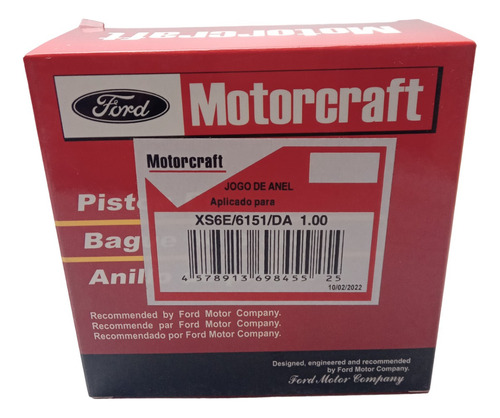 Motorcraft
Ford
Motorcraft
Motorcraft
JOGO DE ANEL
Aplicado para
XS6E/6151/DA 1.00
4 578913 698455 25
10/02/2022
Recommended by Ford Motor Company.
Recommende par Ford Motor Company.
Recomendado por Ford Motor Company.
Designed, engineered and recommended
by Ford Motor Company.
Ford Motor Company